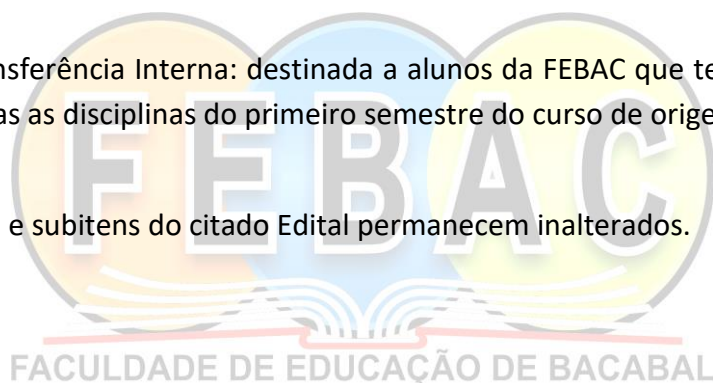 nsferência Interna: destinada a alunos da FEBAC que te
as as disciplinas do primeiro semestre do curso de orige
e subitens do citado Edital permanecem inalterados.
FEBAC
FACULDADE DE EDUCAÇÃO DE BACABAL